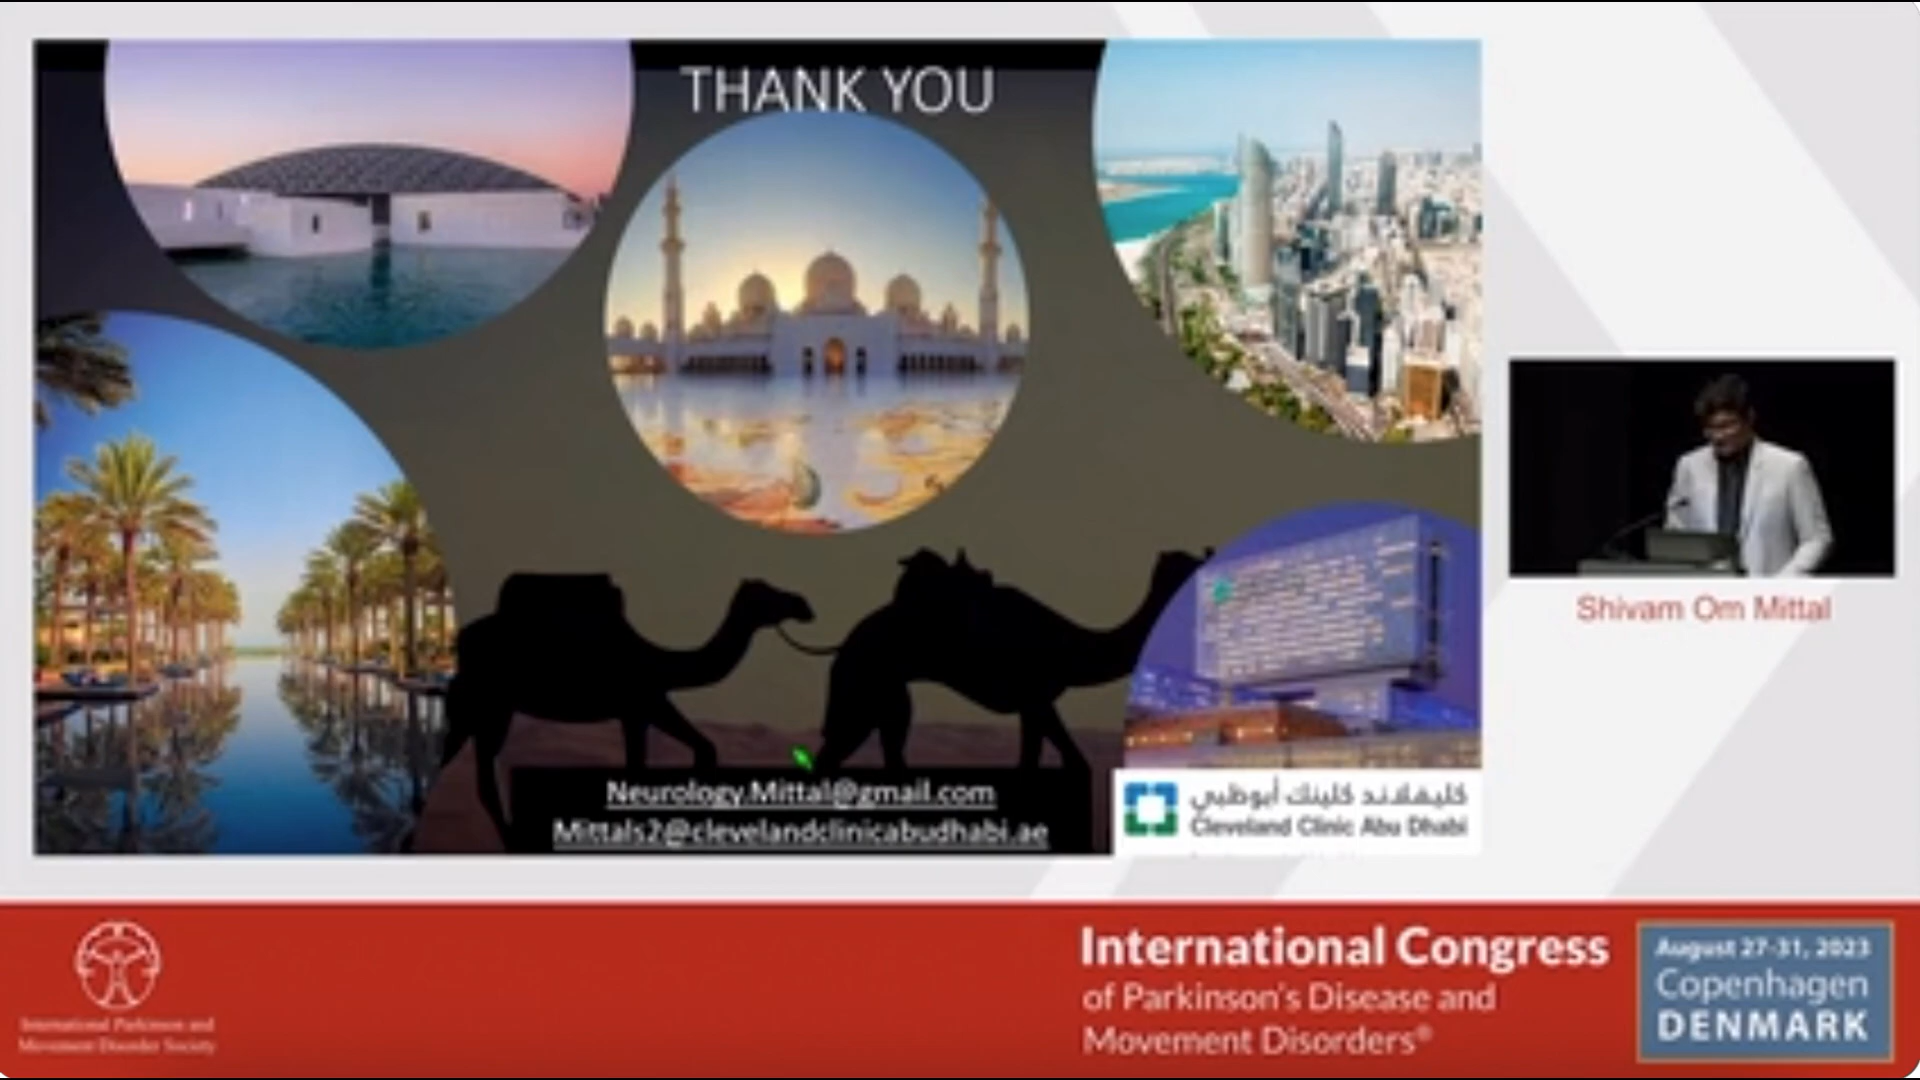 THANK YOU
Neurology.Mittal@gmail.com
Mittals2@clevelandclinicabudhabi.ae
كليفلاند كلينك أبوظبي
Cleveland Clinic Abu Dhabi
Shivam Om Mittal
International Parkinson and
Movement Disorder Society
International Congress
of Parkinson's Disease and
Movement Disorders®
August 27-31, 2023
Copenhagen
DENMARK